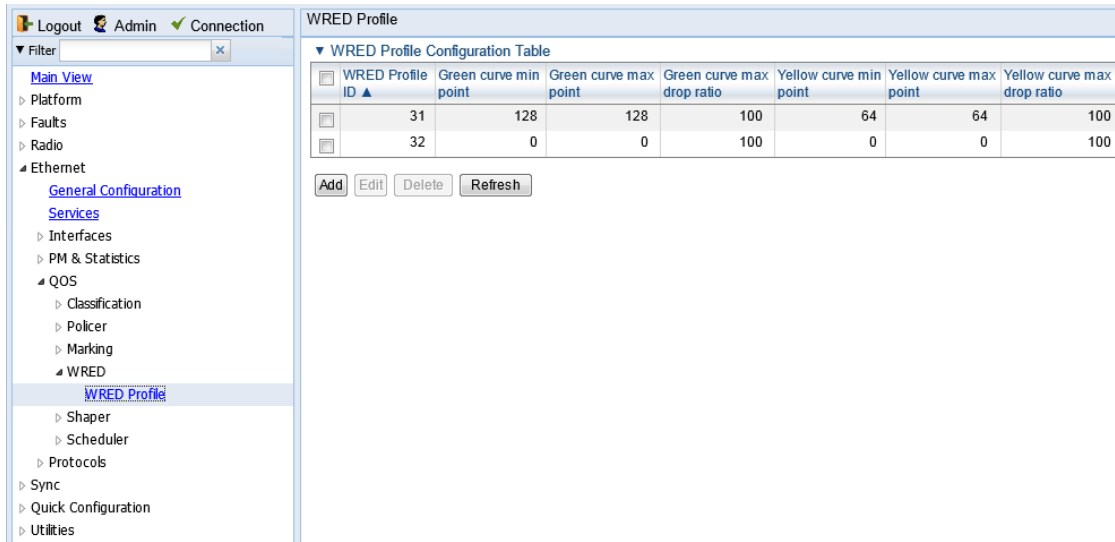 Logout Admin Connection
Filter
Main View
Platform
Faults
Radio
Ethernet
General Configuration
Services
Interfaces
PM & Statistics
QOS
Classification
Policer
Marking
WRED
WRED Profile
Shaper
Scheduler
Protocols
Sync
Quick Configuration
Utilities
WRED Profile
WRED Profile Configuration Table
WRED Profile ID ▲ Green curve min point Green curve max point Green curve max drop ratio Yellow curve min point Yellow curve max point Yellow curve max drop ratio
31 128 128 100 64 64 100
32 0 0 100 0 0 100
Add Edit Delete Refresh